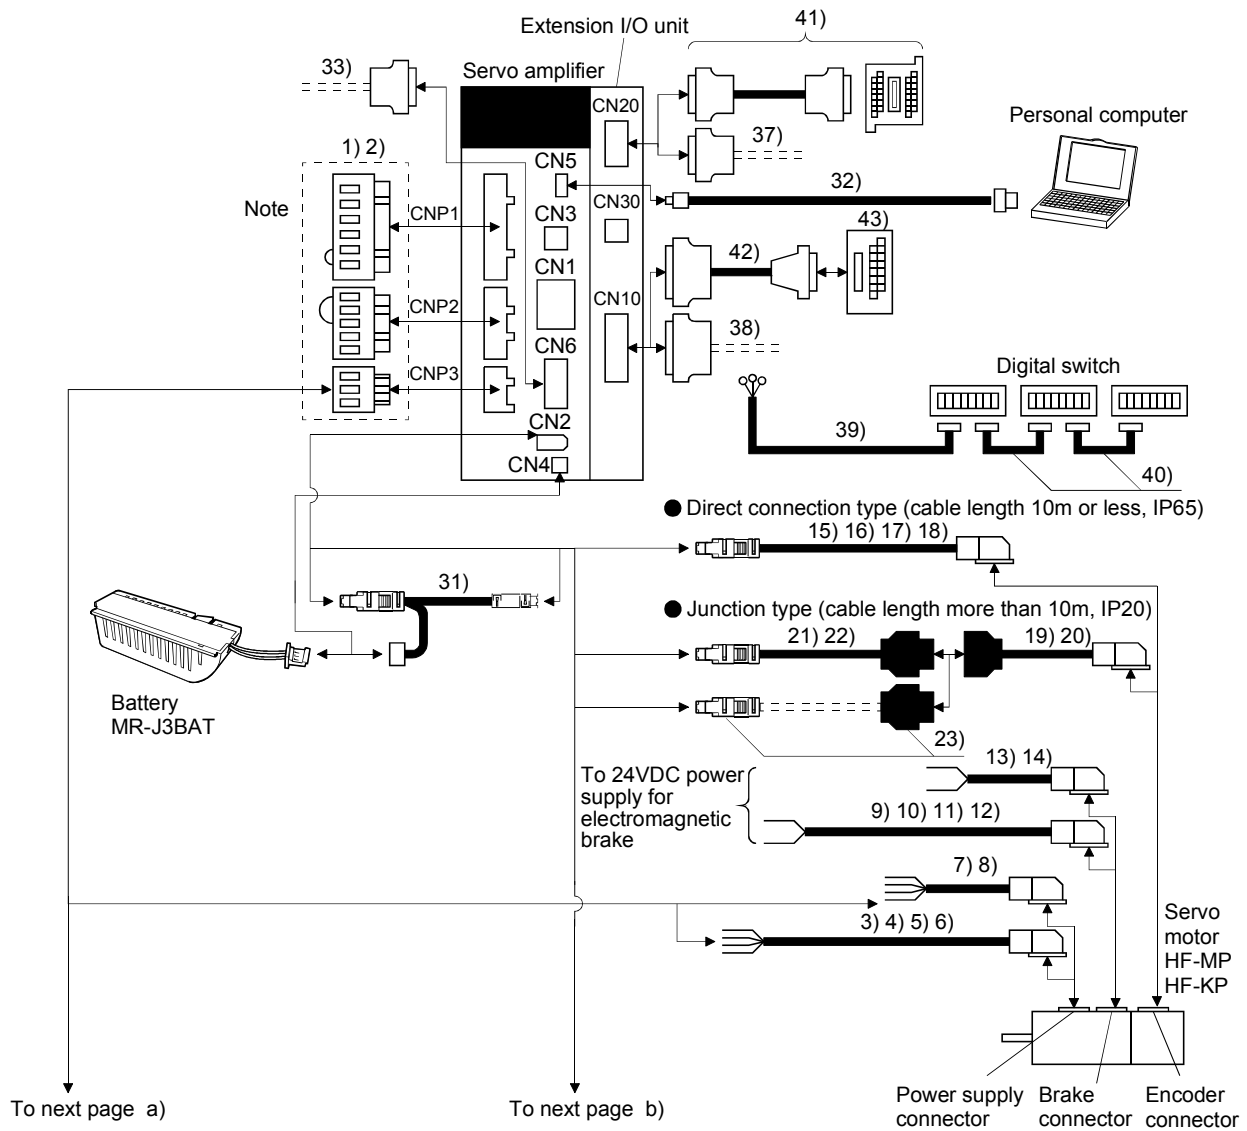 Extension I/O unit
41)
33)
Servo amplifier
CN20
Personal computer
37)
1) 2)
CN5
32)
Note
CNP1
CN3
CN30
43)
42)
CN1
CN10
CNP2
38)
CN6
Digital switch
CNP3
CN2
39)
CN4
40)
● Direct connection type (cable length 10m or less, IP65)
15) 16) 17) 18)
31)
● Junction type (cable length more than 10m, IP20)
21) 22)
19) 20)
Battery
MR-J3BAT
23)
13) 14)
To 24VDC power
supply for
electromagnetic
brake
9) 10) 11) 12)
7) 8)
3) 4) 5) 6)
Servo
motor
HF-MP
HF-KP
To next page a)
To next page b)
Power supply
connector
Brake
connector
Encoder
connector